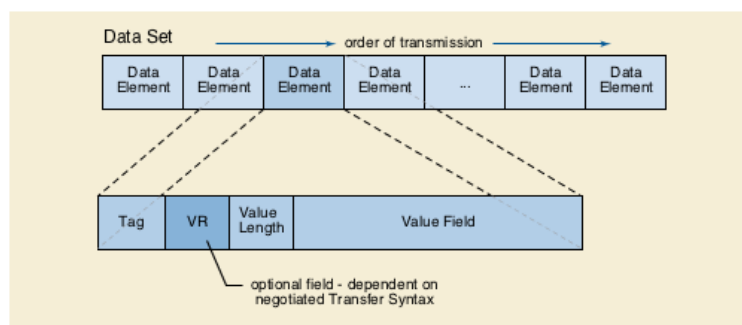 Data Set
order of transmission
Data Element
Data Element
Data Element
Data Element
...
Data Element
Data Element
Tag
VR
Value Length
Value Field
optional field - dependent on
negotiated Transfer Syntax